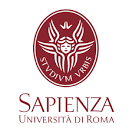 STVDIVM VRBIS
SAPIENZA
UNIVERSITÀ DI ROMA